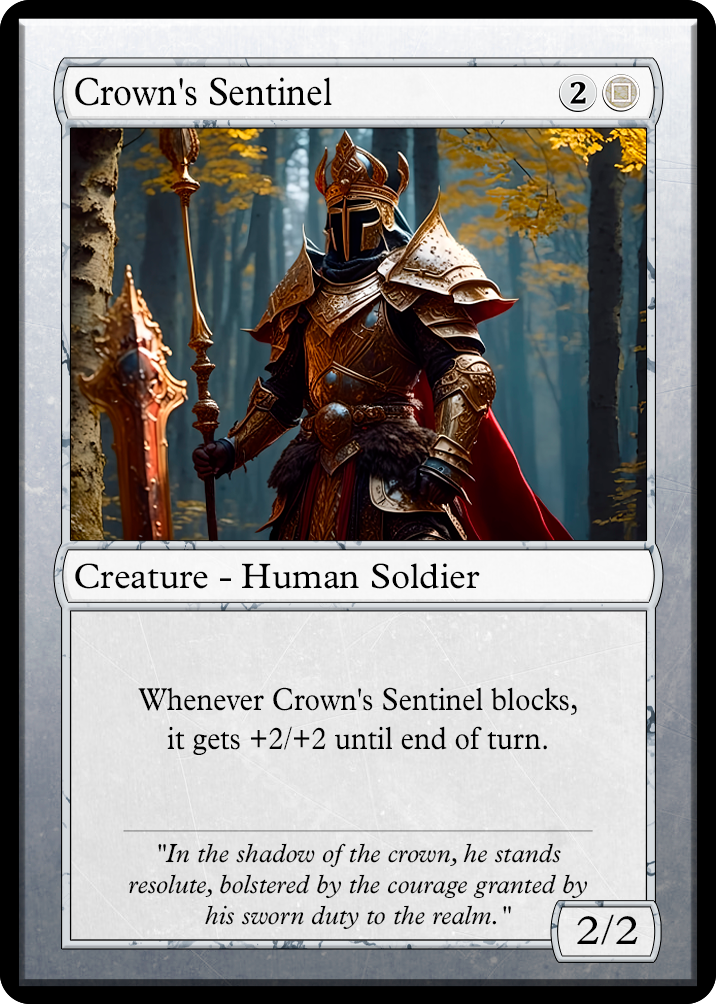 Crown's Sentinel 2
Creature - Human Soldier
Whenever Crown's Sentinel blocks,
it gets +2/+2 until end of turn.
"In the shadow of the crown, he stands
resolute, bolstered by the courage granted by
his sworn duty to the realm."
2/2